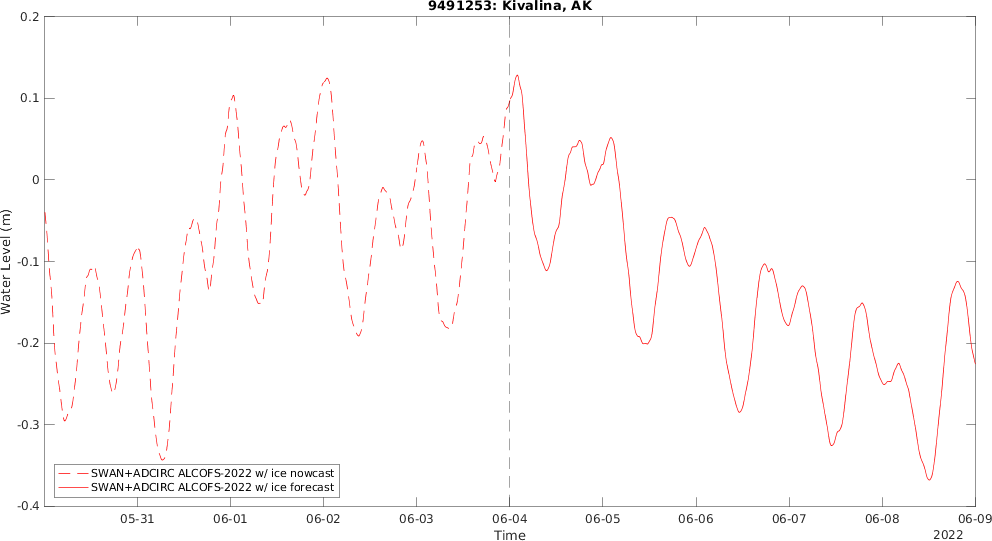 9491253: Kivalina, AK
0.2
0.1
0
-0.1
-0.2
-0.3
-0.4
Water Level (m)
SWAN+ADCIRC ALCOFS-2022 w/ ice nowcast
SWAN+ADCIRC ALCOFS-2022 w/ ice forecast
05-31 06-01 06-02 06-03 06-04 06-05 06-06 06-07 06-08 06-09
Time
2022